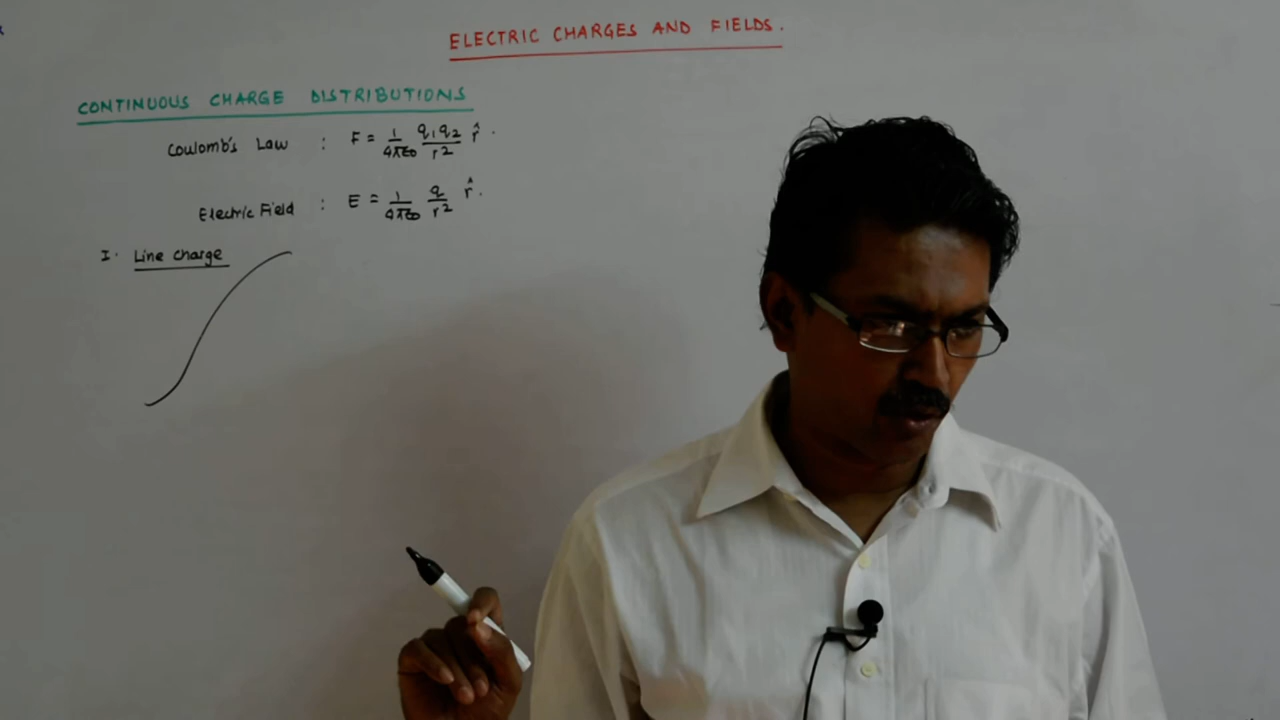 ELECTRIC CHARGES AND FIELDS.
CONTINUOUS CHARGE DISTRIBUTIONS
Coulomb's Law : F = 1/4πε0 q1q2/r2 r̂.
Electric Field : E = 1/4πε0 q/r2 r̂.
I. Line charge